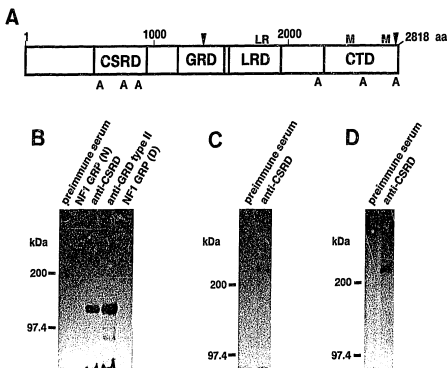 A
1 1000 LR 2000 M M 2818 aa
CSRD GRD LRD CTD
A A A A A A
B C D
preimmune serum
NF1 GRP (N)
anti-CSRD
anti-GRD type II
NF1 GRP (D)
preimmune serum
anti-CSRD
preimmune serum
anti-CSRD
kDa kDa kDa
200 200 200
97.4 97.4 97.4